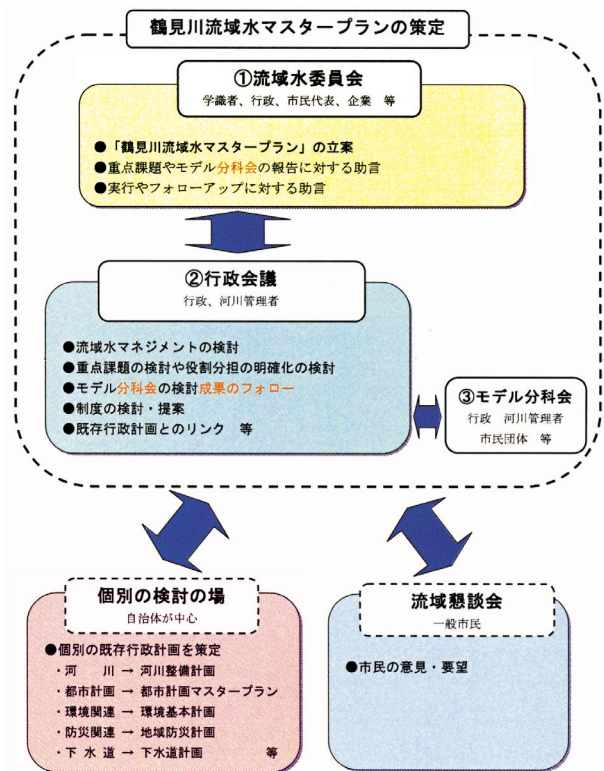 鶴見川流域水マスタープランの策定
①流域水委員会
学識者、行政、市民代表、企業 等
●「鶴見川流域水マスタープラン」の立案
●重点課題やモデル分科会の報告に対する助言
●実行やフォローアップに対する助言
②行政会議
行政、河川管理者
●流域水マネジメントの検討
●重点課題の検討や役割分担の明確化の検討
●モデル分科会の検討成果のフォロー
●制度の検討・提案
●既存行政計画とのリンク 等
③モデル分科会
行政 河川管理者
市民団体 等
個別の検討の場
自治体が中心
●個別の既存行政計画を策定
・河 川 → 河川整備計画
・都市計画 → 都市計画マスタープラン
・環境関連 → 環境基本計画
・防災関連 → 地域防災計画
・下 水 道 → 下水道計画 等
流域懇談会
一般市民
●市民の意見・要望